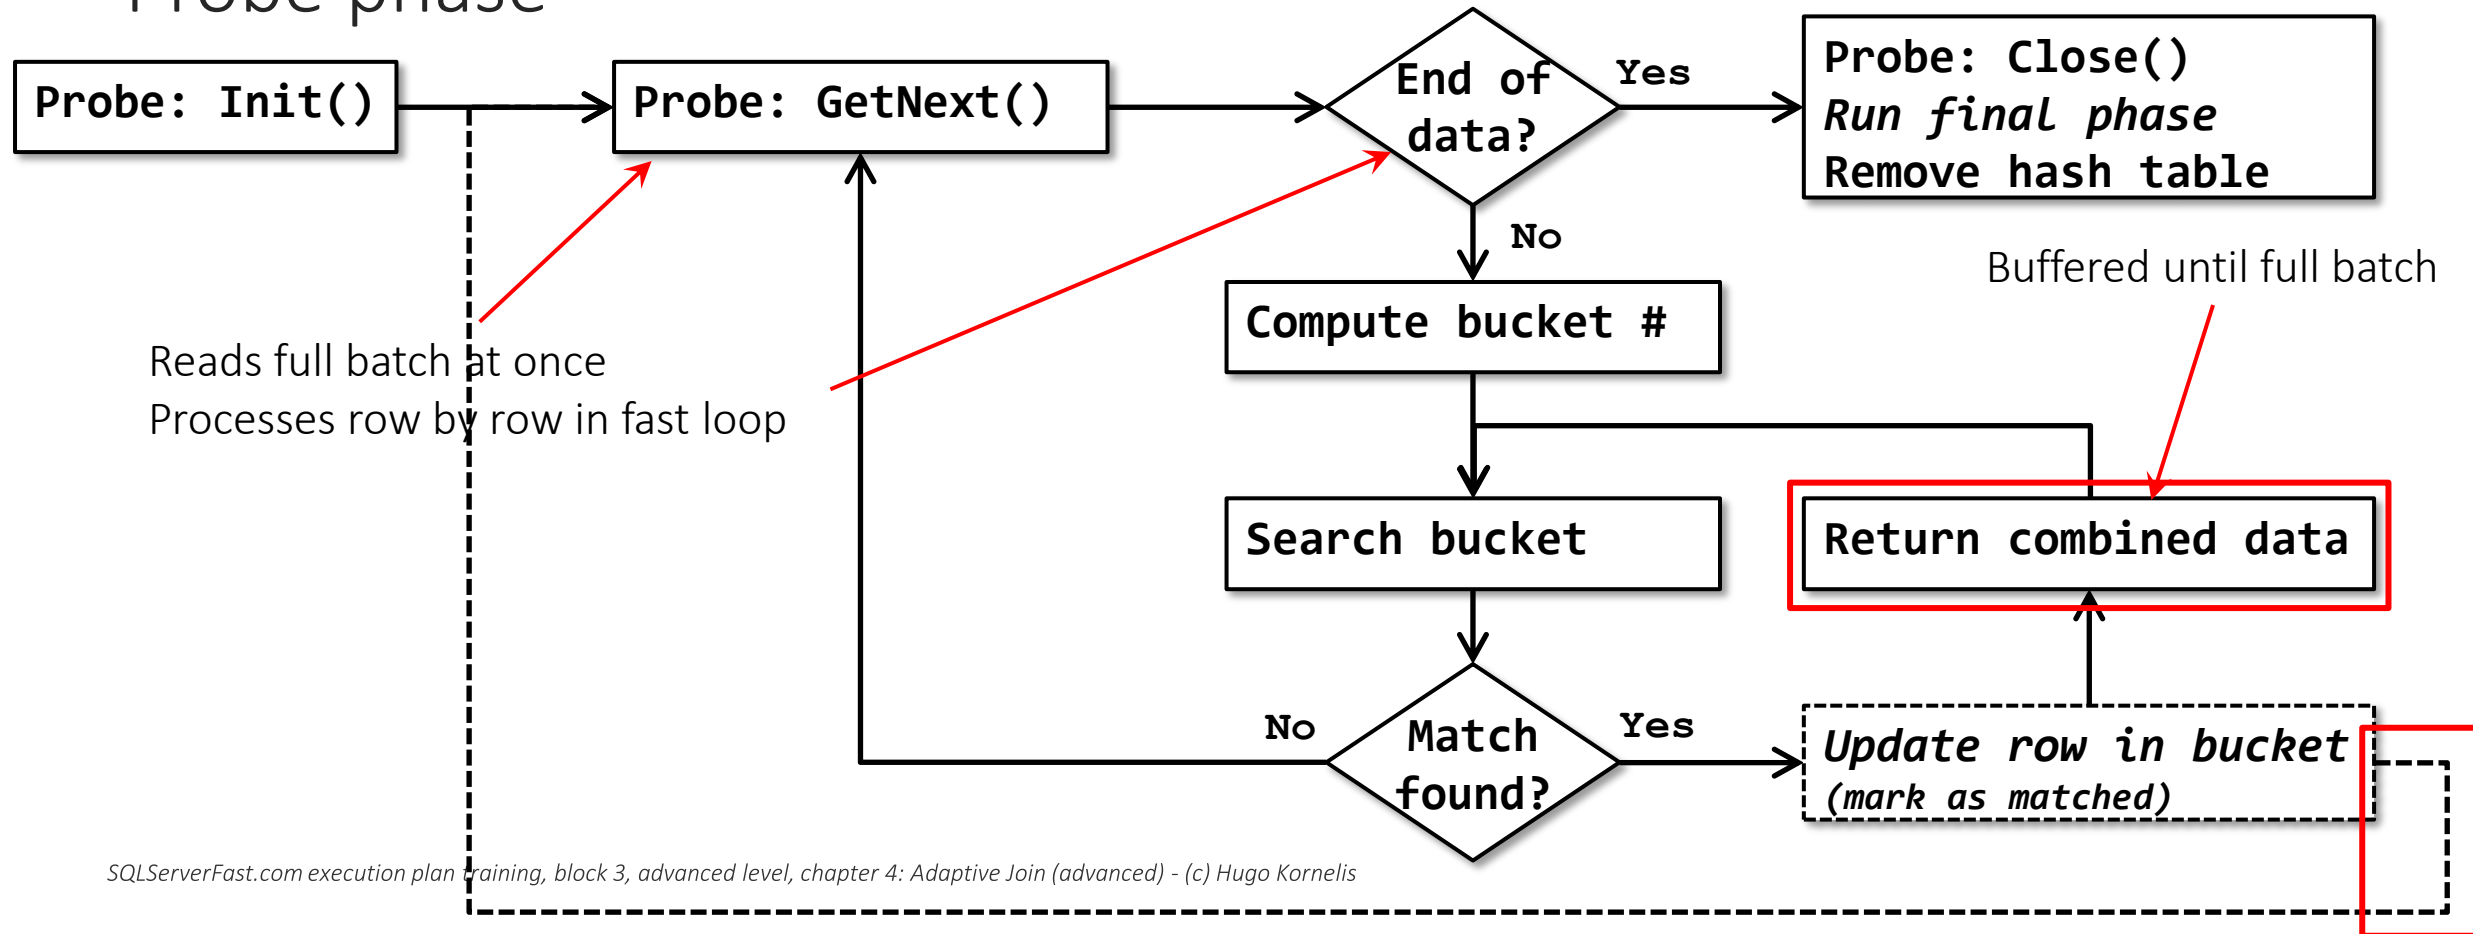 Probe phase
Probe: Init()
Probe: GetNext()
End of
data?
Yes
Probe: Close()
Run final phase
Remove hash table
No
Buffered until full batch
Compute bucket #
Reads full batch at once
Processes row by row in fast loop
Search bucket
Return combined data
No
Match
found?
Yes
Update row in bucket
(mark as matched)
SQLServerFast.com execution plan training, block 3, advanced level, chapter 4: Adaptive Join (advanced) - (c) Hugo Kornelis